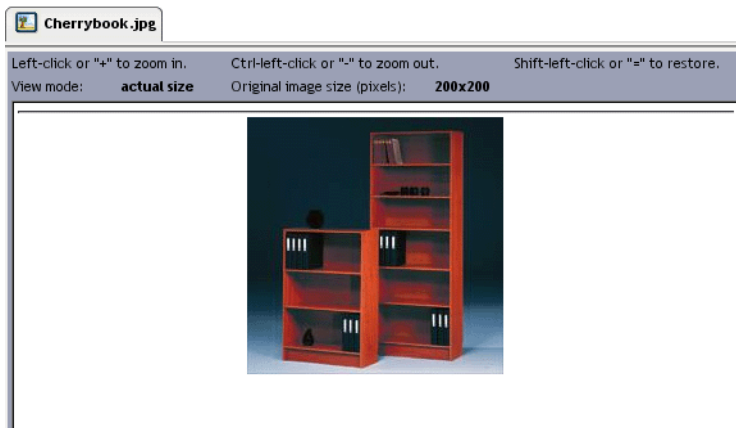 Cherrybook.jpg
Left-click or "+" to zoom in. Ctrl-left-click or "-" to zoom out. Shift-left-click or "=" to restore.
View mode: actual size Original image size (pixels): 200x200